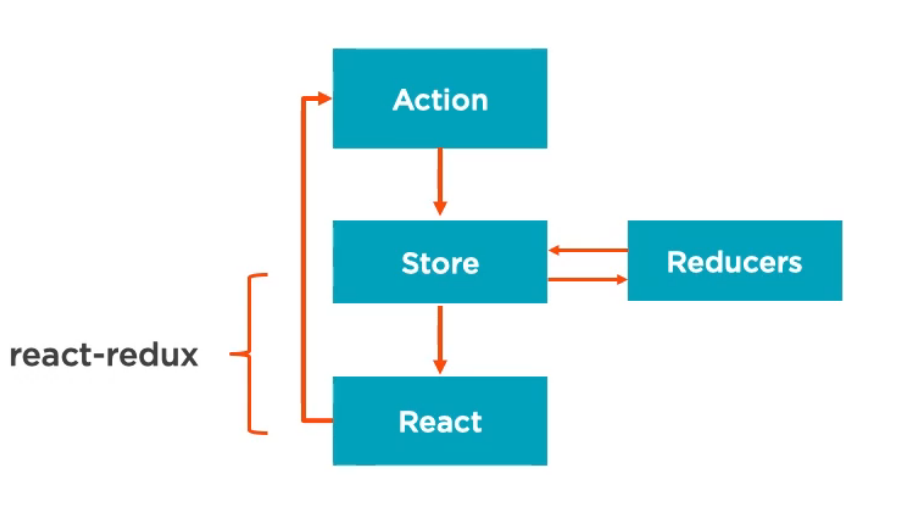 Action
Store
Reducers
react-redux
React